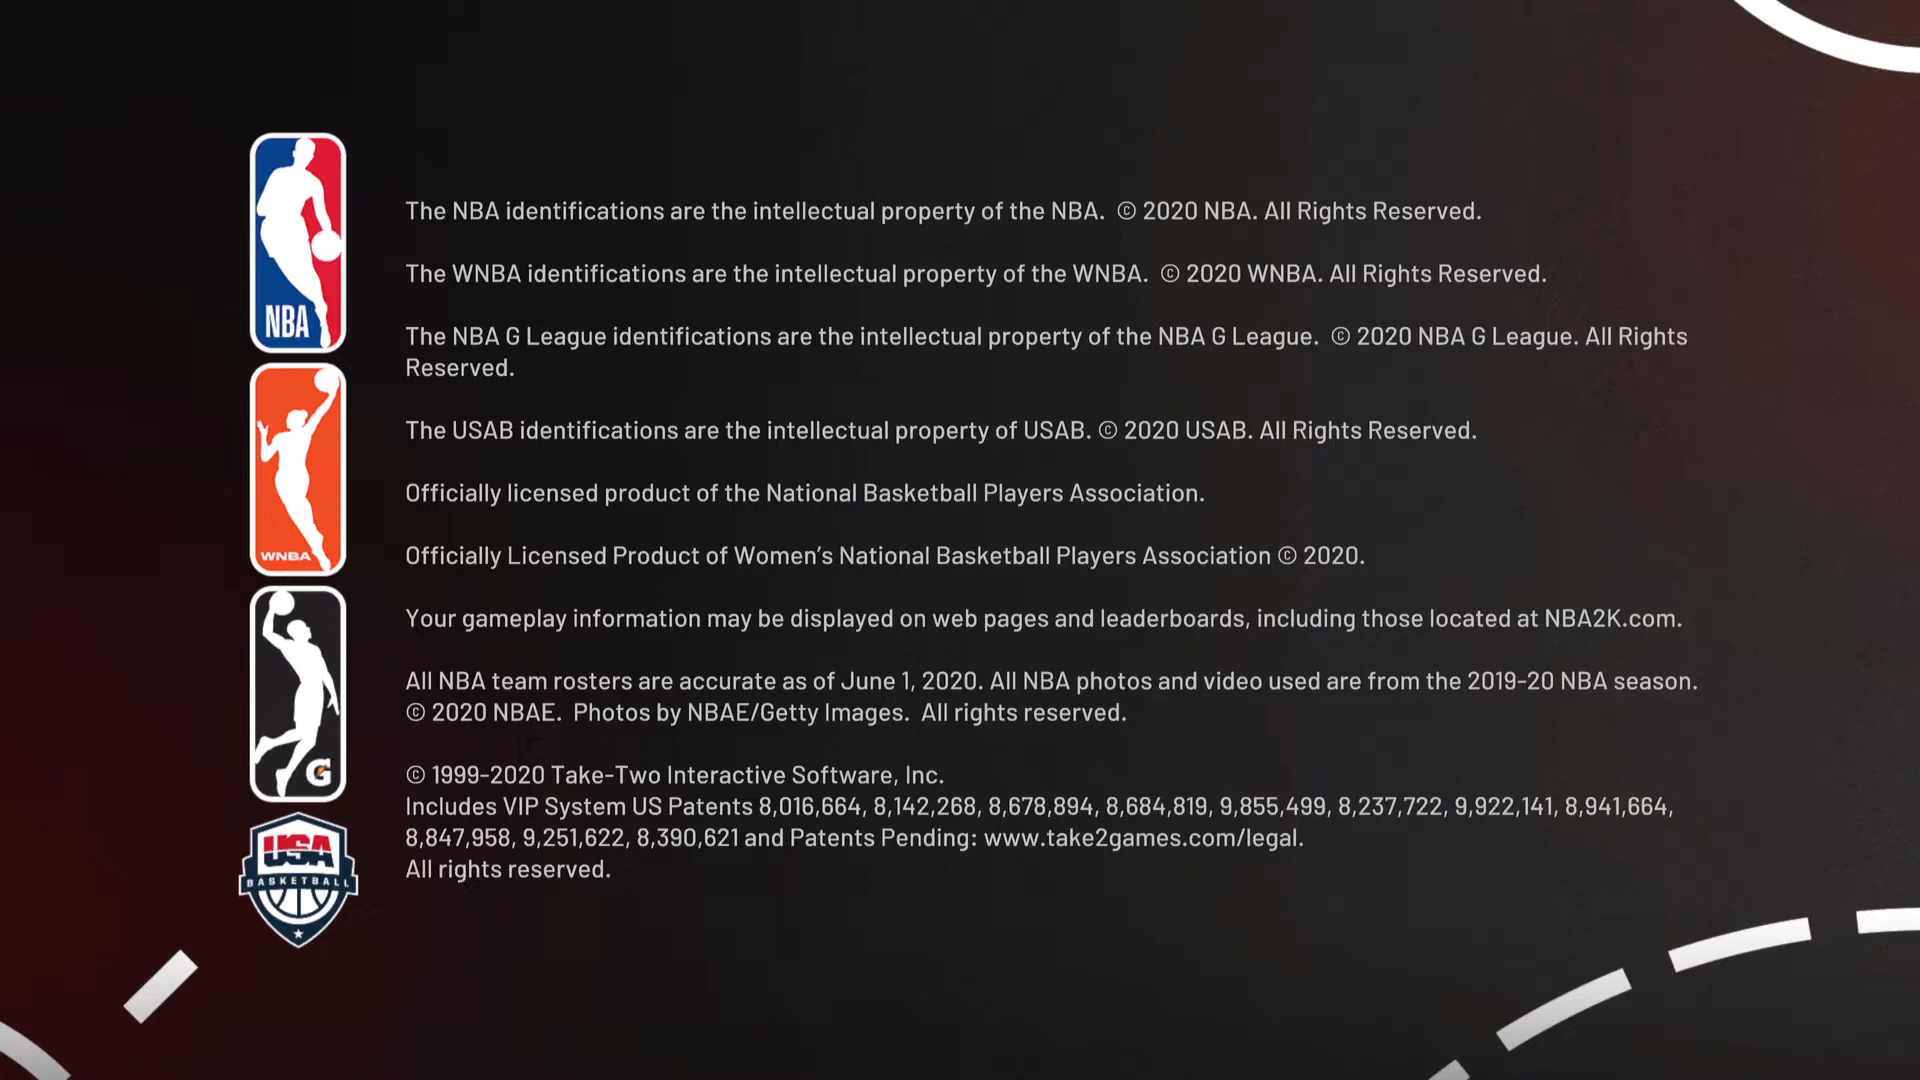 NBA
The NBA identifications are the intellectual property of the NBA.  © 2020 NBA. All Rights Reserved.
The WNBA identifications are the intellectual property of the WNBA.  © 2020 WNBA. All Rights Reserved.
The NBA G League identifications are the intellectual property of the NBA G League.  © 2020 NBA G League. All Rights
Reserved.
WNBA
The USAB identifications are the intellectual property of USAB. © 2020 USAB. All Rights Reserved.
Officially licensed product of the National Basketball Players Association.
Officially Licensed Product of Women’s National Basketball Players Association © 2020.
Your gameplay information may be displayed on web pages and leaderboards, including those located at NBA2K.com.
All NBA team rosters are accurate as of June 1, 2020. All NBA photos and video used are from the 2019-20 NBA season.
© 2020 NBAE.  Photos by NBAE/Getty Images.  All rights reserved.
G
© 1999-2020 Take-Two Interactive Software, Inc.
Includes VIP System US Patents 8,016,664, 8,142,268, 8,678,894, 8,684,819, 9,855,499, 8,237,722, 9,922,141, 8,941,664,
8,847,958, 9,251,622, 8,390,621 and Patents Pending: www.take2games.com/legal.
All rights reserved.
USA
BASKETBALL